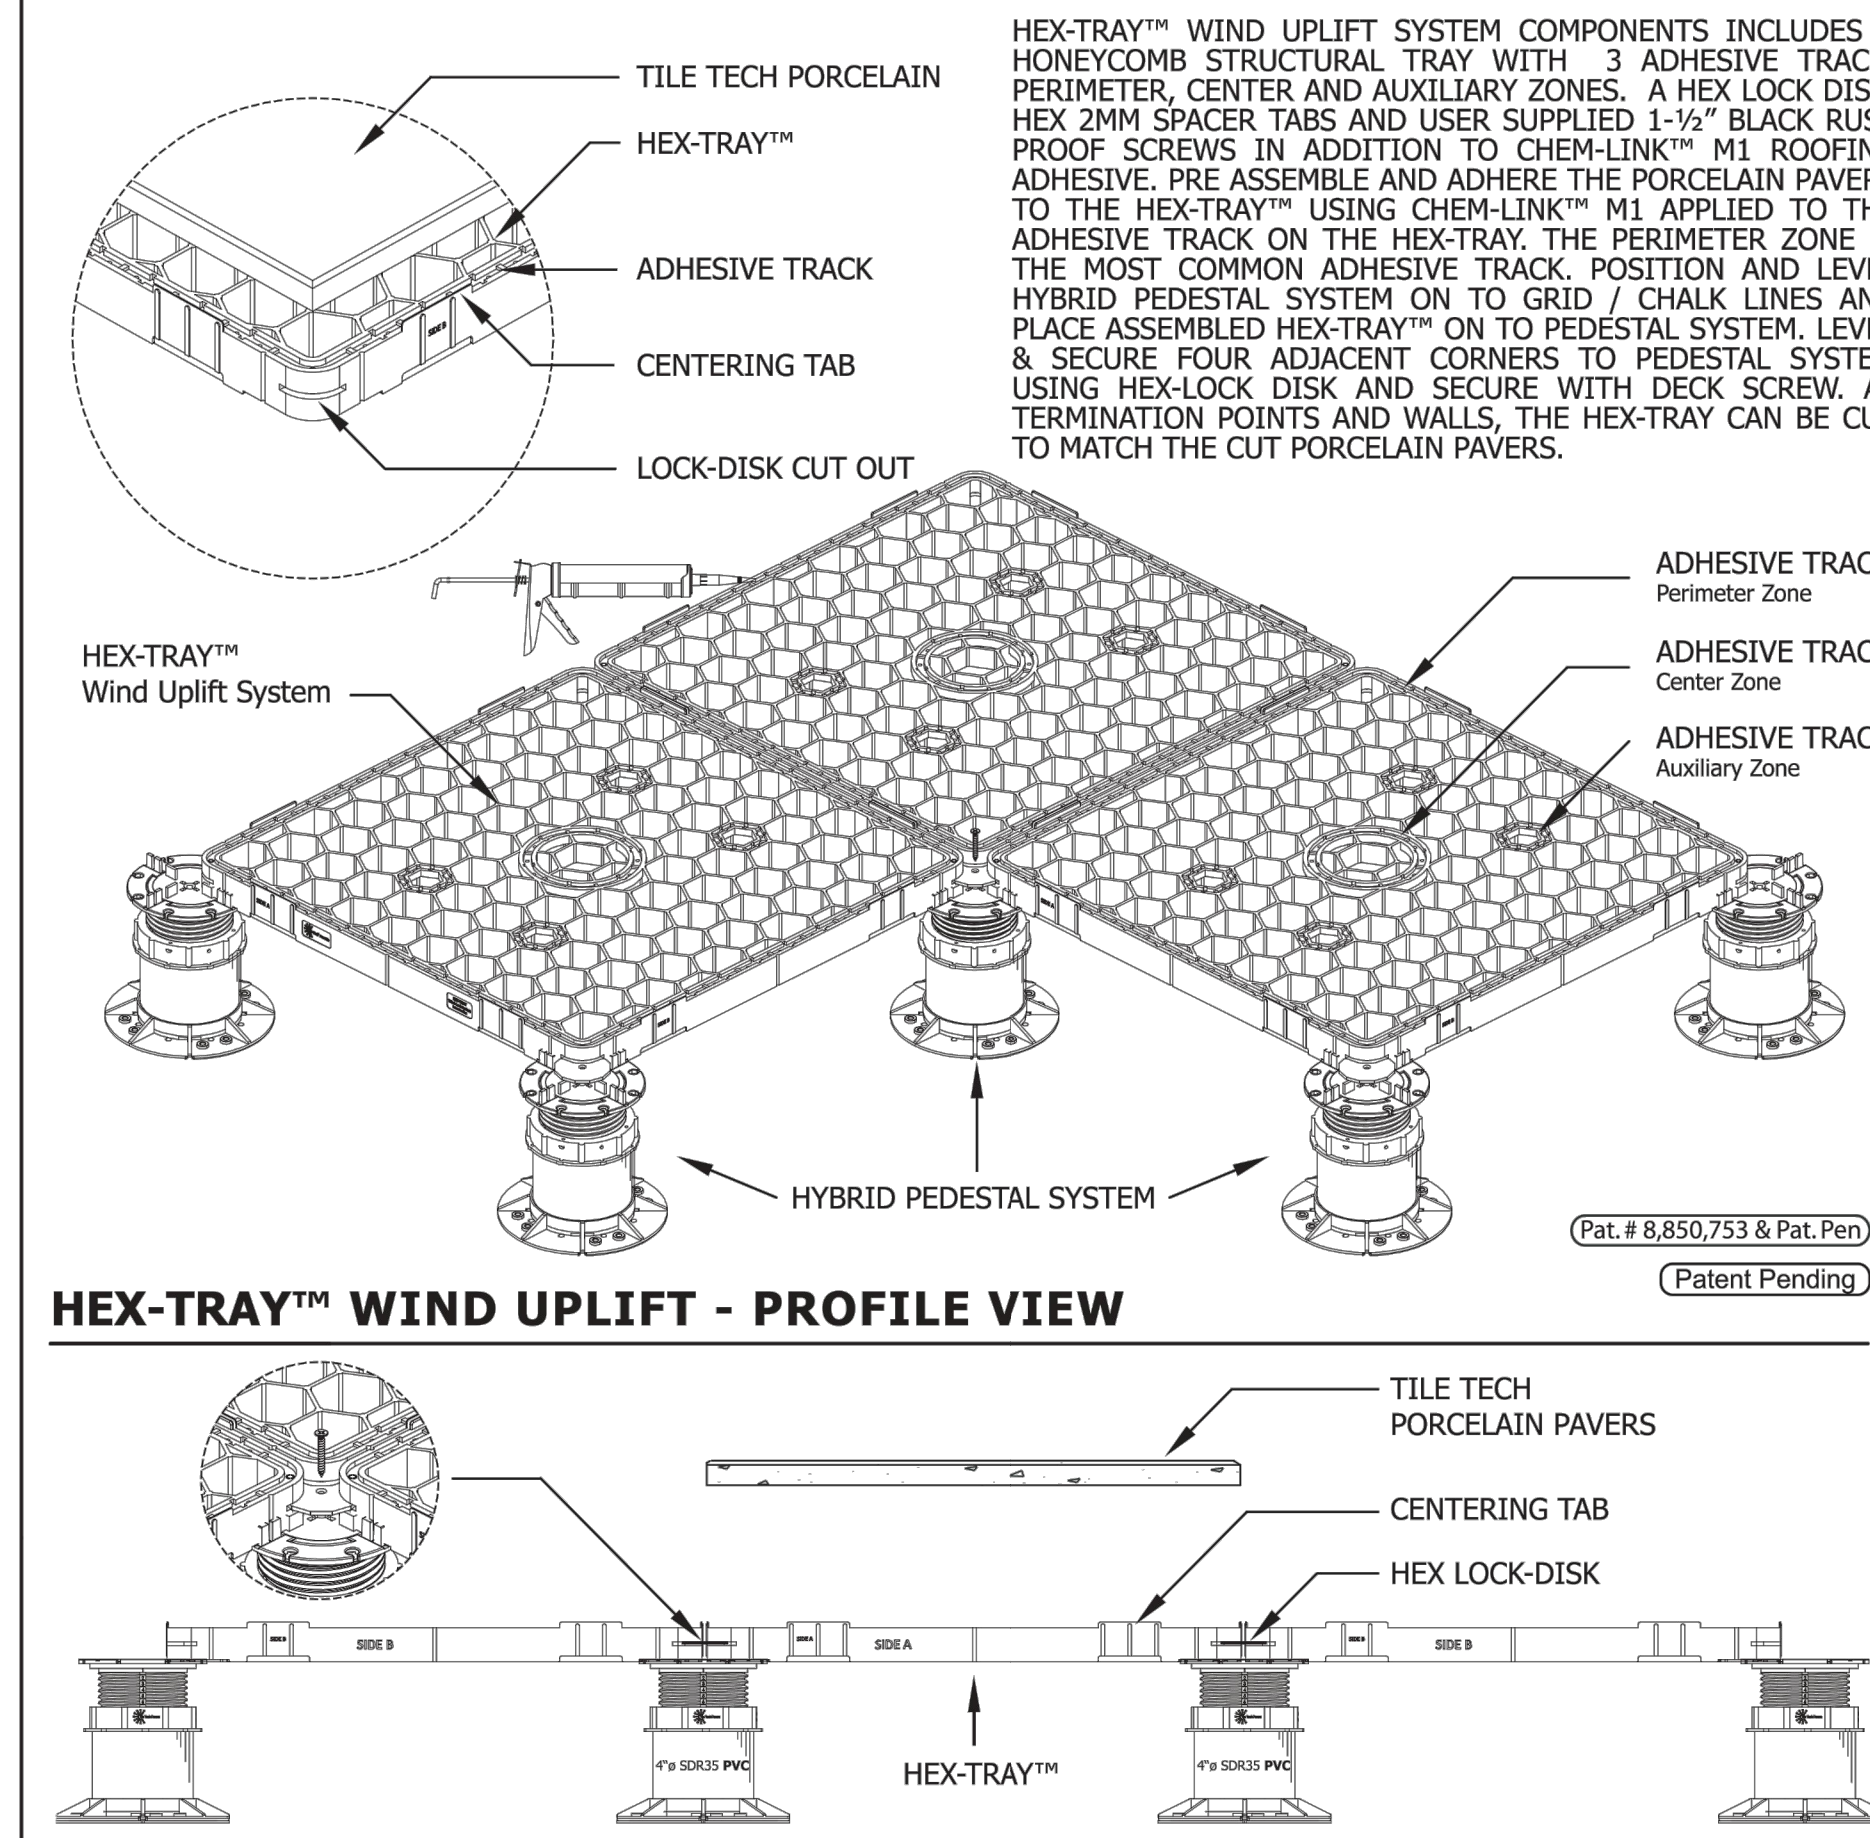 HEX-TRAY™ WIND UPLIFT SYSTEM COMPONENTS INCLUDES
HONEYCOMB STRUCTURAL TRAY WITH 3 ADHESIVE TRAC
PERIMETER, CENTER AND AUXILIARY ZONES. A HEX LOCK DIS
HEX 2MM SPACER TABS AND USER SUPPLIED 1-½” BLACK RUS
PROOF SCREWS IN ADDITION TO CHEM-LINK™ M1 ROOFIN
ADHESIVE. PRE ASSEMBLE AND ADHERE THE PORCELAIN PAVER
TO THE HEX-TRAY™ USING CHEM-LINK™ M1 APPLIED TO TH
ADHESIVE TRACK ON THE HEX-TRAY. THE PERIMETER ZONE
THE MOST COMMON ADHESIVE TRACK. POSITION AND LEVE
HYBRID PEDESTAL SYSTEM ON TO GRID / CHALK LINES AN
PLACE ASSEMBLED HEX-TRAY™ ON TO PEDESTAL SYSTEM. LEVE
& SECURE FOUR ADJACENT CORNERS TO PEDESTAL SYSTE
USING HEX-LOCK DISK AND SECURE WITH DECK SCREW. A
TERMINATION POINTS AND WALLS, THE HEX-TRAY CAN BE CU
TO MATCH THE CUT PORCELAIN PAVERS.
TILE TECH PORCELAIN
HEX-TRAY™
ADHESIVE TRACK
SIDE B
CENTERING TAB
LOCK-DISK CUT OUT
ADHESIVE TRAC
Perimeter Zone
ADHESIVE TRAC
Center Zone
ADHESIVE TRAC
Auxiliary Zone
HEX-TRAY™
Wind Uplift System
SIDE A
SIDE A
SIDE B
SIDE B
HYBRID PEDESTAL SYSTEM
Pat. # 8,850,753 & Pat. Pen
Patent Pending
HEX-TRAY™ WIND UPLIFT - PROFILE VIEW
TILE TECH
PORCELAIN PAVERS
CENTERING TAB
HEX LOCK-DISK
SIDE B
SIDE B
SIDE A
SIDE A
SIDE B
SIDE B
4"ø SDR35 PVC
4"ø SDR35 PVC
HEX-TRAY™